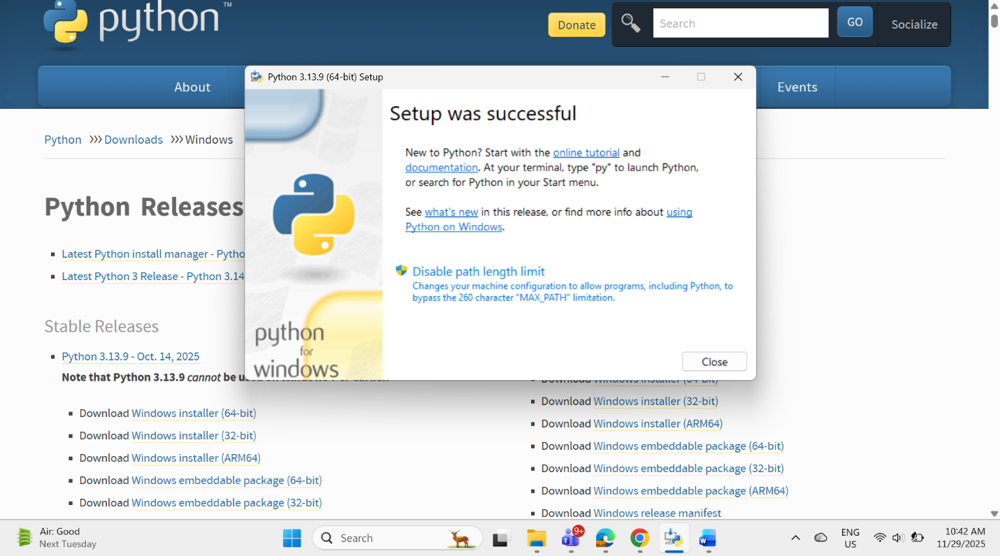 python™
Donate
Search
GO
Socialize
About
Events
Python >>> Downloads >>> Windows
Python Releases
Latest Python install manager - Pytho
Latest Python 3 Release - Python 3.14
Stable Releases
Python 3.13.9 - Oct. 14, 2025
Note that Python 3.13.9 cannot be
Download Windows installer (64-bit)
Download Windows installer (32-bit)
Download Windows installer (ARM64)
Download Windows embeddable package (64-bit)
Download Windows embeddable package (32-bit)
Download Windows installer (64-bit)
Download Windows installer (32-bit)
Download Windows installer (ARM64)
Download Windows embeddable package (64-bit)
Download Windows embeddable package (32-bit)
Download Windows embeddable package (ARM64)
Download Windows release manifest
Python 3.13.9 (64-bit) Setup
Setup was successful
New to Python? Start with the online tutorial and
documentation. At your terminal, type "py" to launch Python,
or search for Python in your Start menu.
See what's new in this release, or find more info about using
Python on Windows.
Disable path length limit
Changes your machine configuration to allow programs, including Python, to
bypass the 260 character "MAX_PATH" limitation.
python
for
windows
Close
Air: Good
Next Tuesday
Search
9+
T
W
ENG
US
10:42 AM
11/29/2025